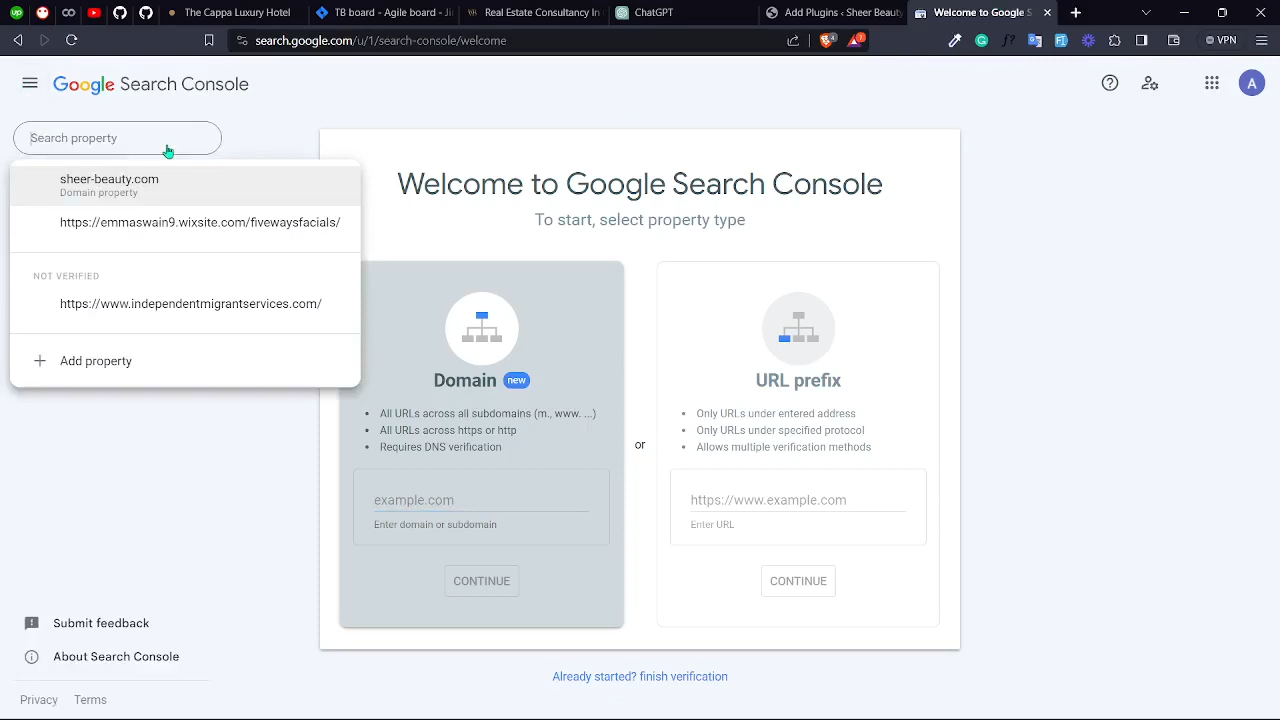 The Cappa Luxury Hotel
TB board - Agile board - Ji
Real Estate Consultancy In
ChatGPT
Add Plugins ‹ Sheer Beauty
Welcome to Google S
search.google.com/u/1/search-console/welcome
VPN
Google Search Console
A
Search property
sheer-beauty.com
Domain property
https://emmaswain9.wixsite.com/fivewaysfacials/
NOT VERIFIED
https://www.independentmigrantservices.com/
+ Add property
Welcome to Google Search Console
To start, select property type
Domain new
• All URLs across all subdomains (m., www. ...)
• All URLs across https or http
• Requires DNS verification
example.com
Enter domain or subdomain
CONTINUE
or
URL prefix
• Only URLs under entered address
• Only URLs under specified protocol
• Allows multiple verification methods
https://www.example.com
Enter URL
CONTINUE
Already started? finish verification
Submit feedback
About Search Console
Privacy Terms